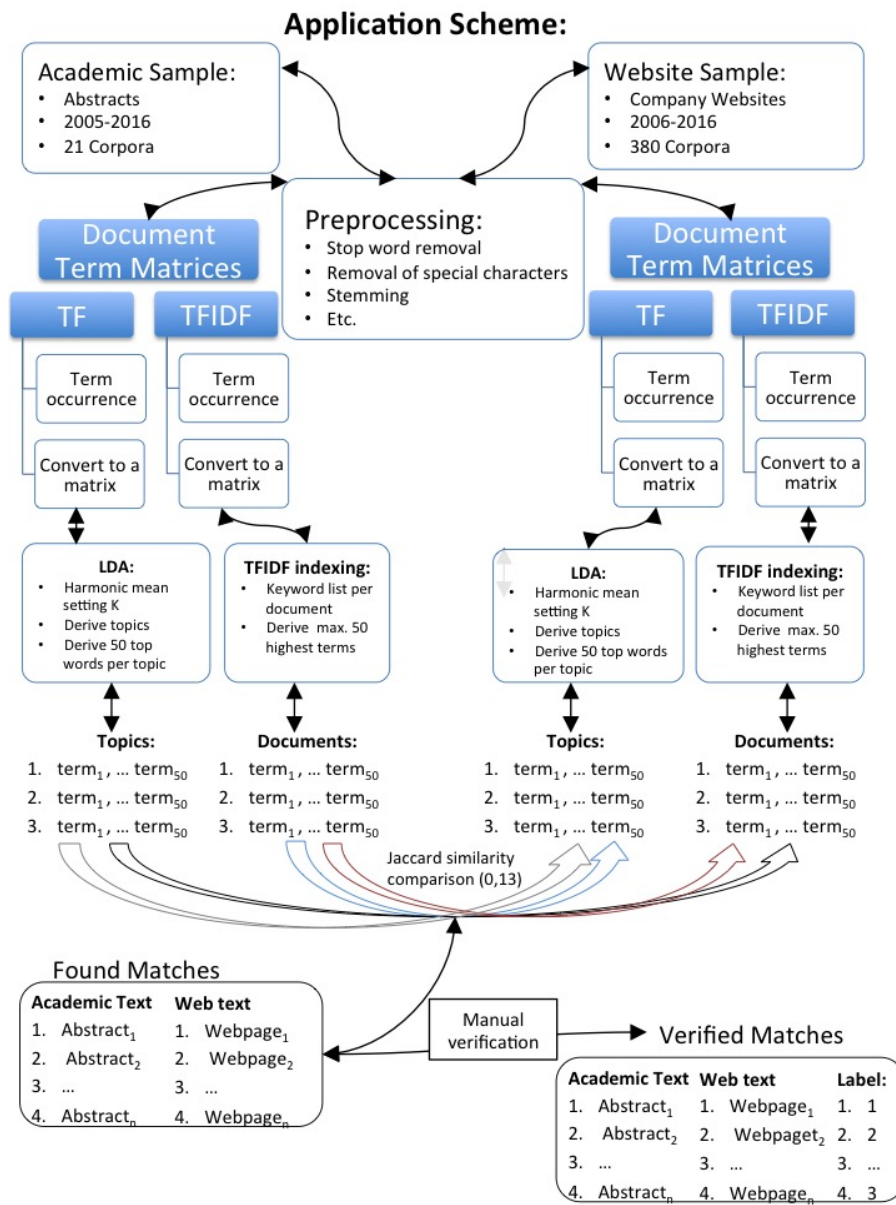 Application Scheme:
Academic Sample:
• Abstracts
• 2005-2016
• 21 Corpora
Website Sample:
• Company Websites
• 2006-2016
• 380 Corpora
Preprocessing:
• Stop word removal
• Removal of special characters
• Stemming
• Etc.
Document
Term Matrices
TF
TFIDF
Term
occurrence
Term
occurrence
Convert to a
matrix
Convert to a
matrix
Document
Term Matrices
TF
TFIDF
Term
occurrence
Term
occurrence
Convert to a
matrix
Convert to a
matrix
LDA:
• Harmonic mean
setting K
• Derive topics
• Derive 50 top
words per topic
TFIDF indexing:
• Keyword list per
document
• Derive max. 50
highest terms
LDA:
• Harmonic mean
setting K
• Derive topics
• Derive 50 top
words per topic
TFIDF indexing:
• Keyword list per
document
• Derive max. 50
highest terms
Topics:
1. term₁ , ... term₅₀
2. term₁ , ... term₅₀
3. term₁ , ... term₅₀
Documents:
1. term₁ , ... term₅₀
2. term₁ , ... term₅₀
3. term₁ , ... term₅₀
Topics:
1. term₁ , ... term₅₀
2. term₁ , ... term₅₀
3. term₁ , ... term₅₀
Documents:
1. term₁ , ... term₅₀
2. term₁ , ... term₅₀
3. term₁ , ... term₅₀
Jaccard similarity
comparison (0,13)
Found Matches
Academic Text Web text
1. Abstract₁ 1. Webpage₁
2. Abstract₂ 2. Webpage₂
3. ... 3. ...
4. Abstractₙ 4. Webpageₙ
Manual
verification
Verified Matches
Academic Text Web text Label:
1. Abstract₁ 1. Webpage₁ 1. 1
2. Abstract₂ 2. Webpaget₂ 2. 2
3. ... 3. ... 3. ...
4. Abstractₙ 4. Webpageₙ 4. 3